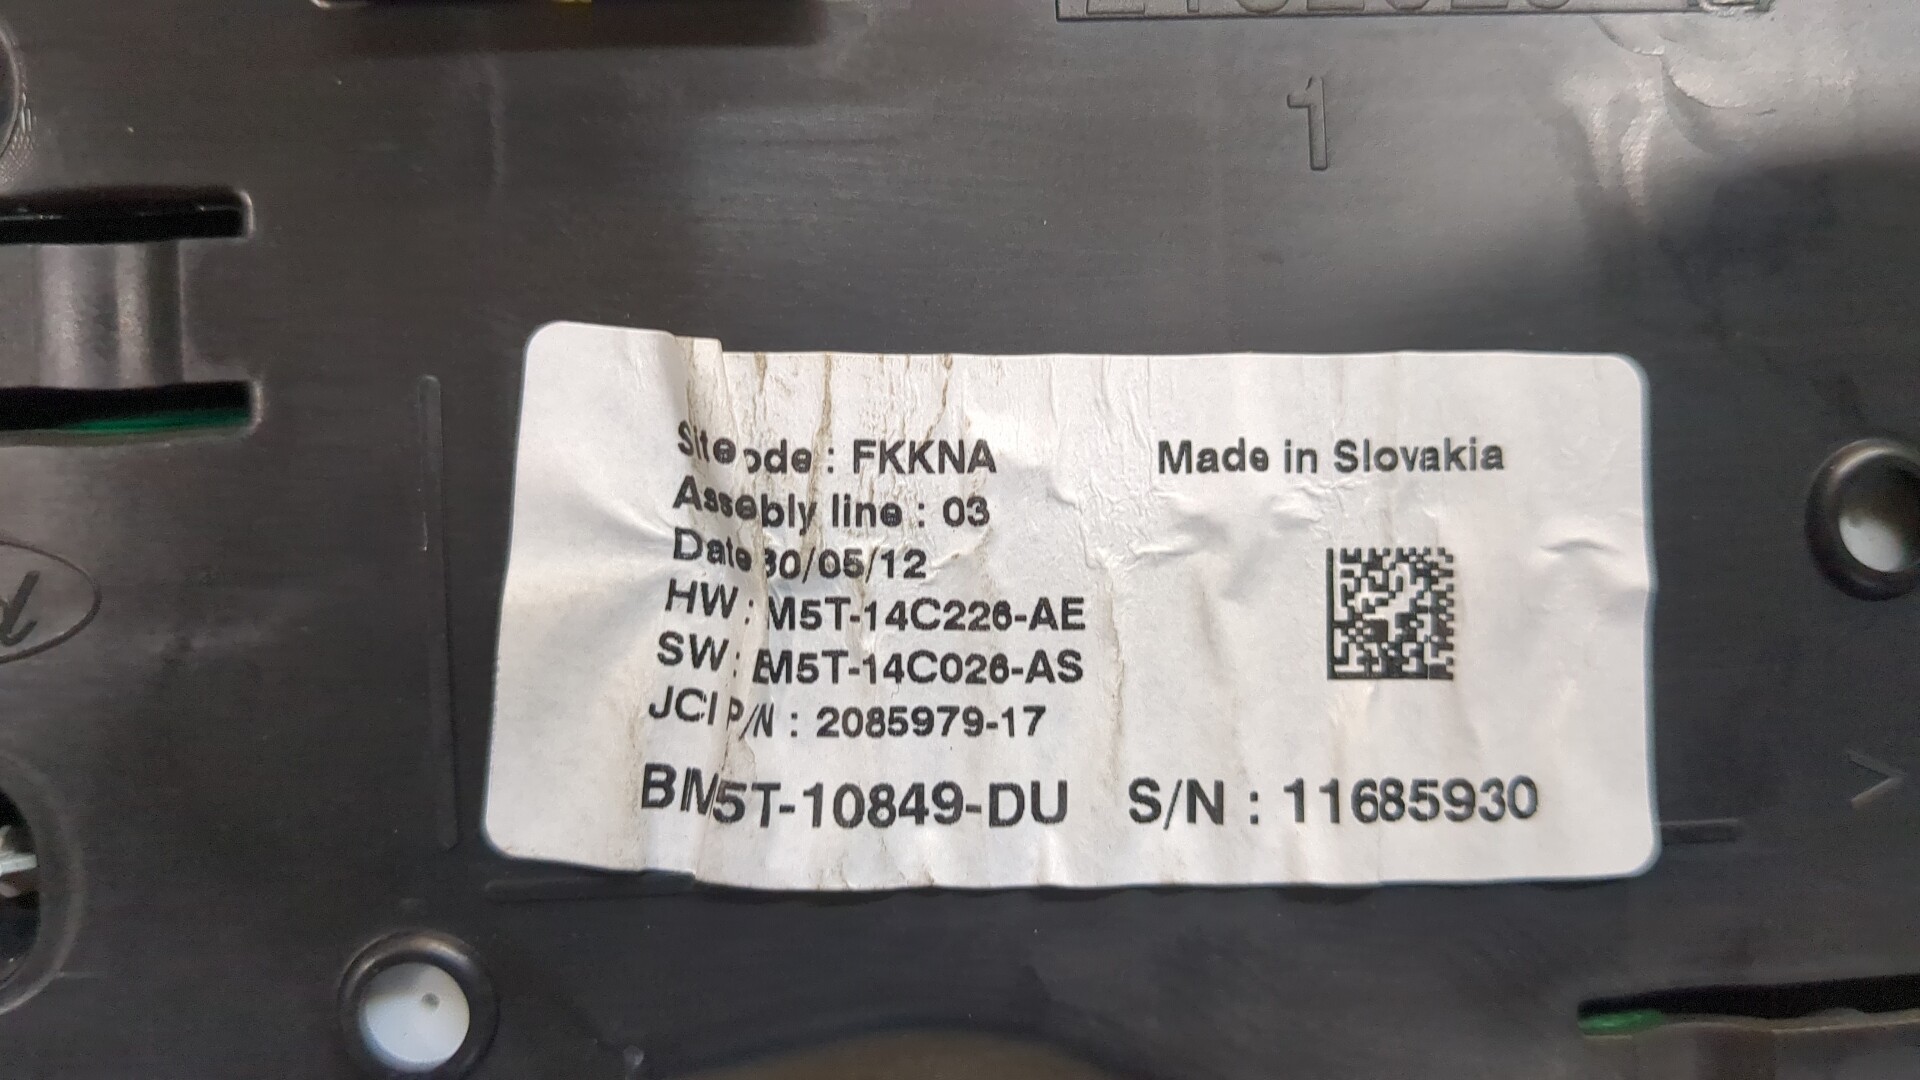 1
Site ode : FKKNA
Made in Slovakia
Assebly line : 03
Date 30/05/12
HW : M5T-14C226-AE
SW : BM5T-14C026-AS
JCI P/N : 2085979-17
BM5T-10849-DU S/N : 11685930